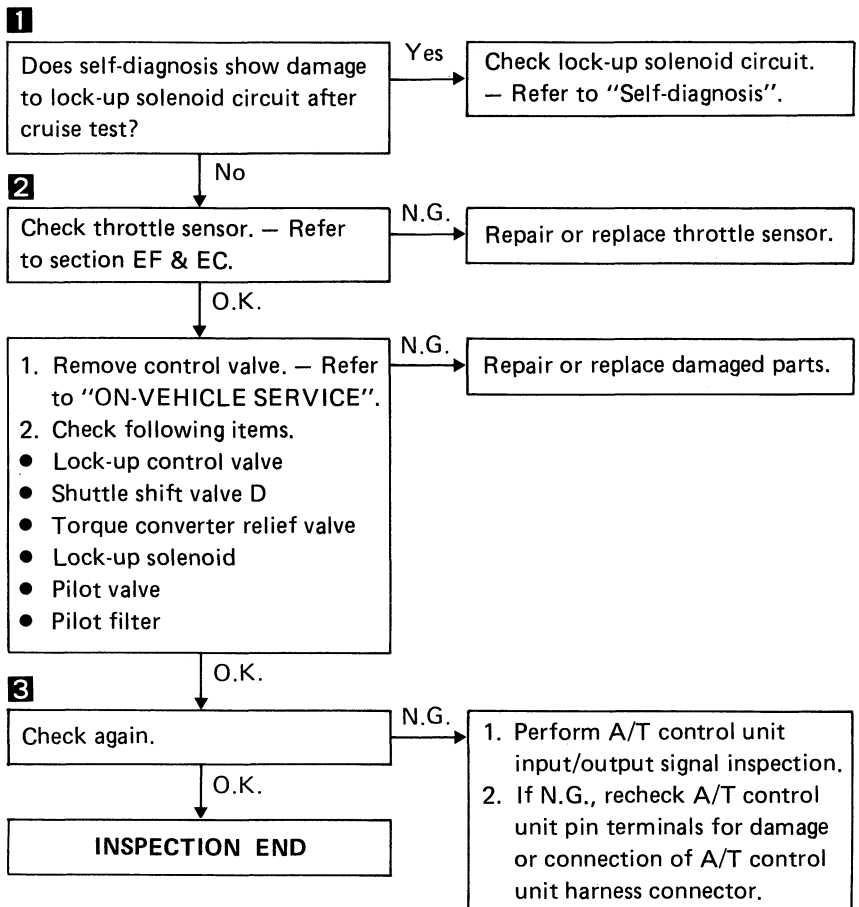 1
Does self-diagnosis show damage
to lock-up solenoid circuit after
cruise test?
Yes
Check lock-up solenoid circuit.
— Refer to "Self-diagnosis".
No
2
Check throttle sensor. — Refer
to section EF & EC.
N.G.
Repair or replace throttle sensor.
O.K.
1. Remove control valve. — Refer
to "ON-VEHICLE SERVICE".
2. Check following items.
● Lock-up control valve
● Shuttle shift valve D
● Torque converter relief valve
● Lock-up solenoid
● Pilot valve
● Pilot filter
N.G.
Repair or replace damaged parts.
O.K.
3
Check again.
N.G.
1. Perform A/T control unit
input/output signal inspection.
2. If N.G., recheck A/T control
unit pin terminals for damage
or connection of A/T control
unit harness connector.
O.K.
INSPECTION END